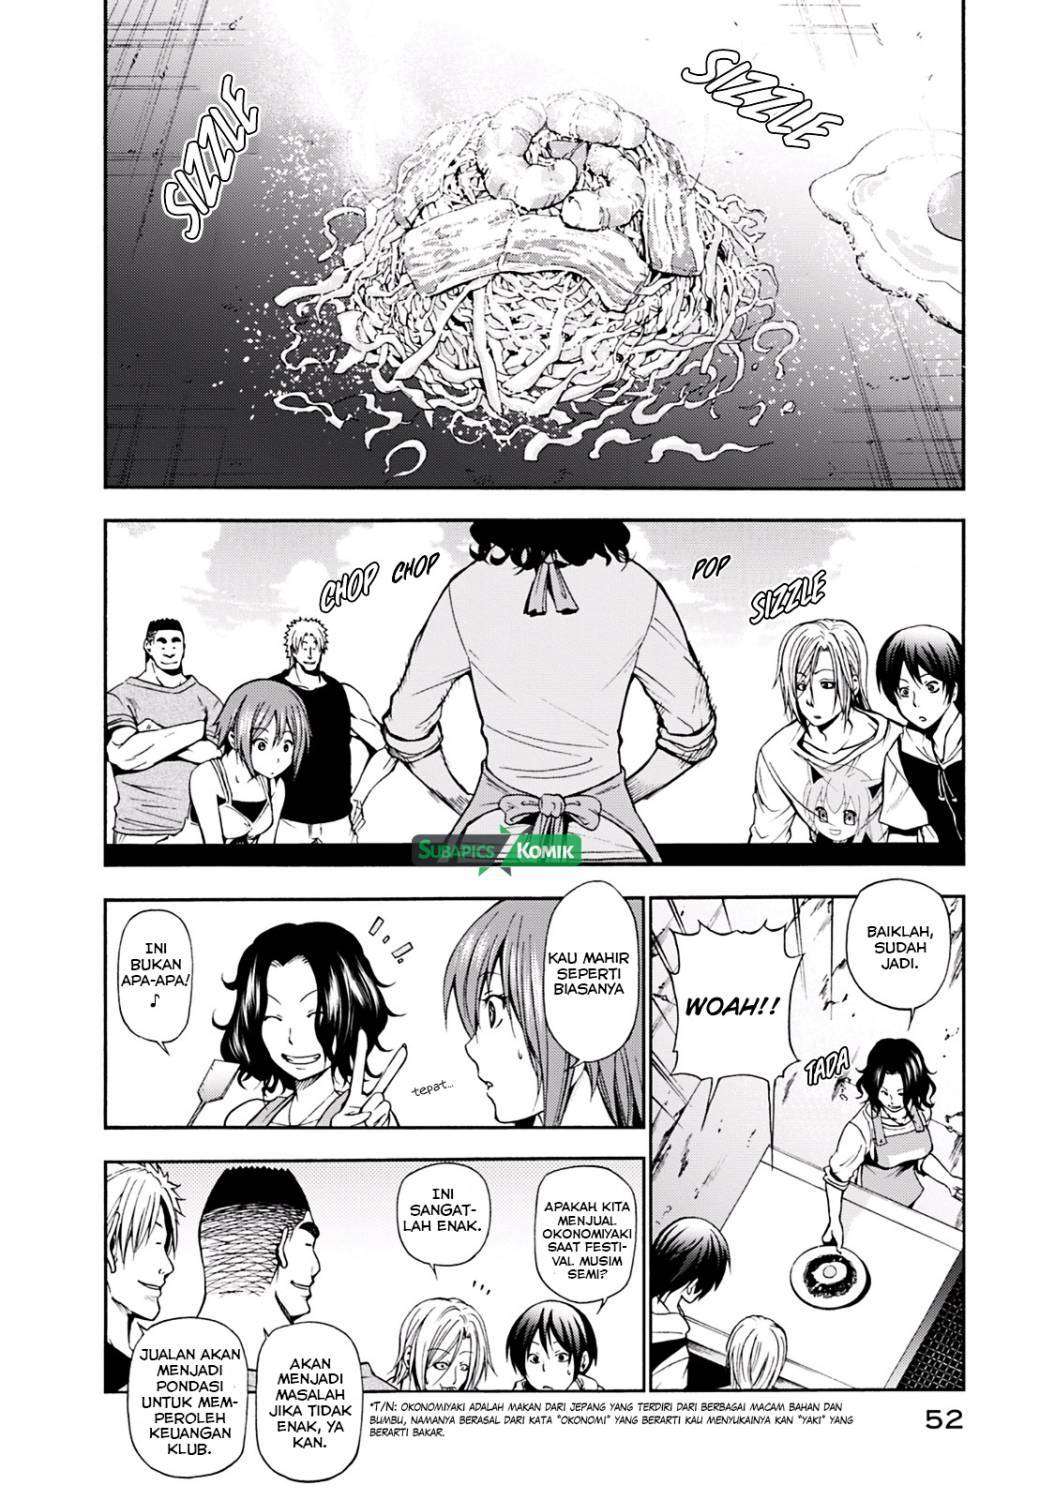 SIZZLE
SIZZLE
POP
SIZZLE
CHOP CHOP
SUBAPICS KOMIK
BAIKLAH,
SUDAH
JADI.
WOAH!!
TADA
KAU MAHIR
SEPERTI
BIASANYA
tepat...
INI
BUKAN
APA-APA!
♪
APAKAH KITA
MENJUAL
OKONOMIYAKI
SAAT FESTI-
VAL MUSIM
SEMI?
INI
SANGAT-
LAH ENAK.
AKAN
MENJADI
MASALAH
JIKA TIDAK
ENAK, YA
KAN.
JUALAN AKAN
MENJADI
PONDASI
UNTUK MEM-
PEROLEH
KEUANGAN
KLUB.
*T/N: OKONOMIYAKI ADALAH MAKAN DARI JEPANG YANG TERDIRI DARI BERBAGAI MACAM BAHAN DAN
BUMBU, NAMANYA BERASAL DARI KATA "OKONOMI" YANG BERARTI KAU MENYUKAINYA KAN "YAKI" YANG
BERARTI BAKAR.
52